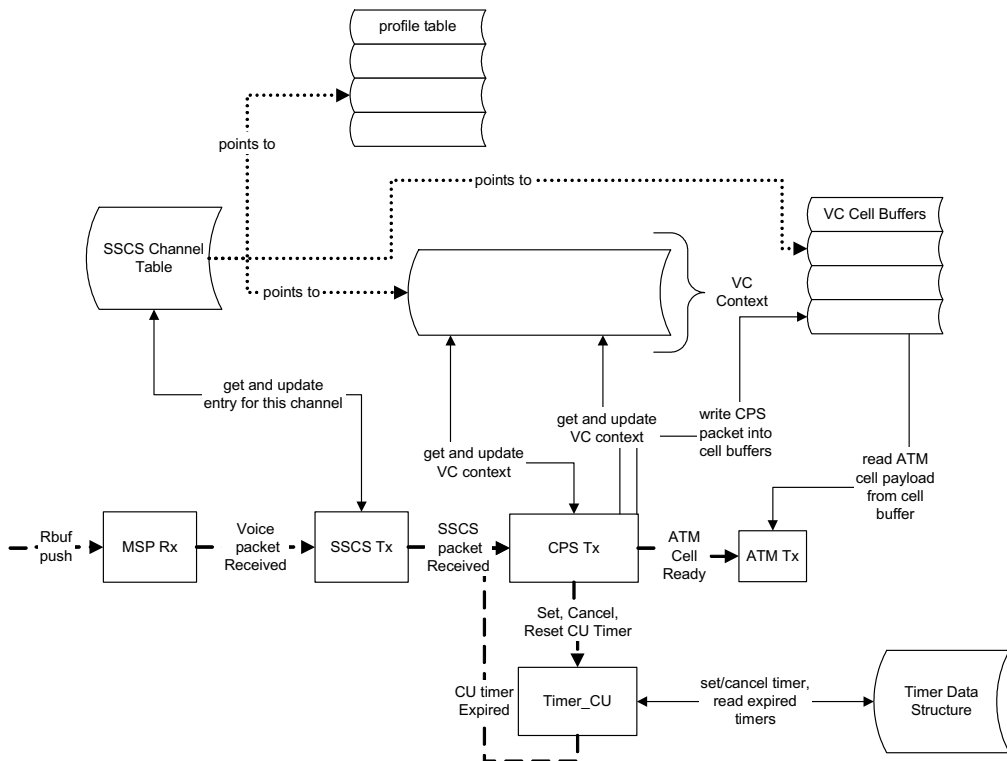 profile table
points to
points to
VC Cell Buffers
SSCS Channel
Table
points to
VC
Context
get and update
entry for this channel
get and update
VC context
get and update
VC context
write CPS
packet into
cell buffers
read ATM
cell payload
from cell
buffer
Rbuf
push
MSP Rx
Voice
packet
Received
SSCS Tx
SSCS
packet
Received
CPS Tx
ATM
Cell
Ready
ATM Tx
Set, Cancel,
Reset CU Timer
CU timer
Expired
Timer_CU
set/cancel timer,
read expired
timers
Timer Data
Structure